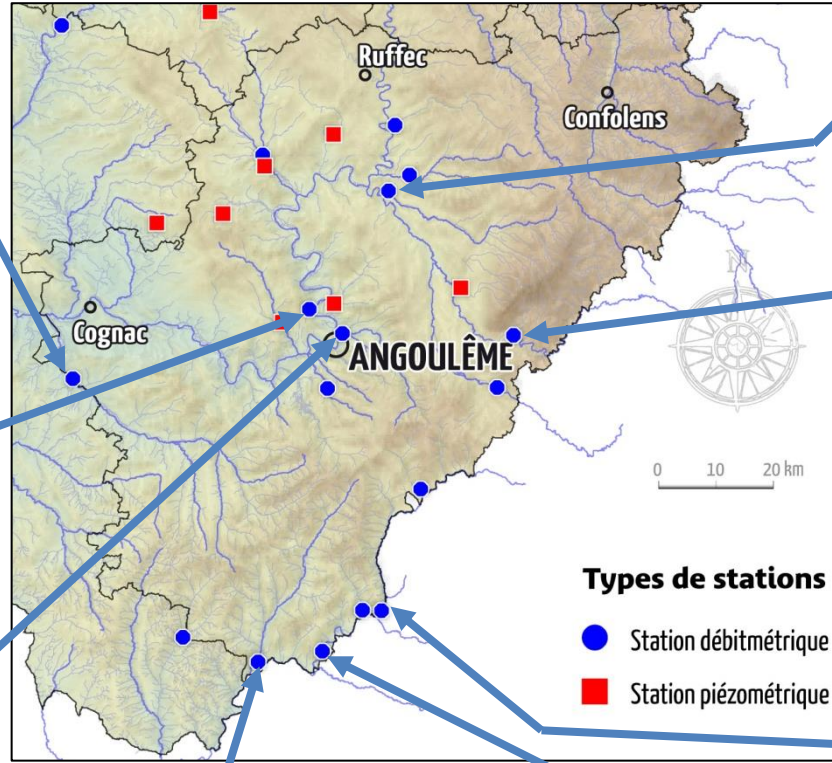 Ruffec
Confolens
N
Cognac
ANGOULÊME
0 10 20 km
Types de stations
Station débitmétrique
Station piézométrique